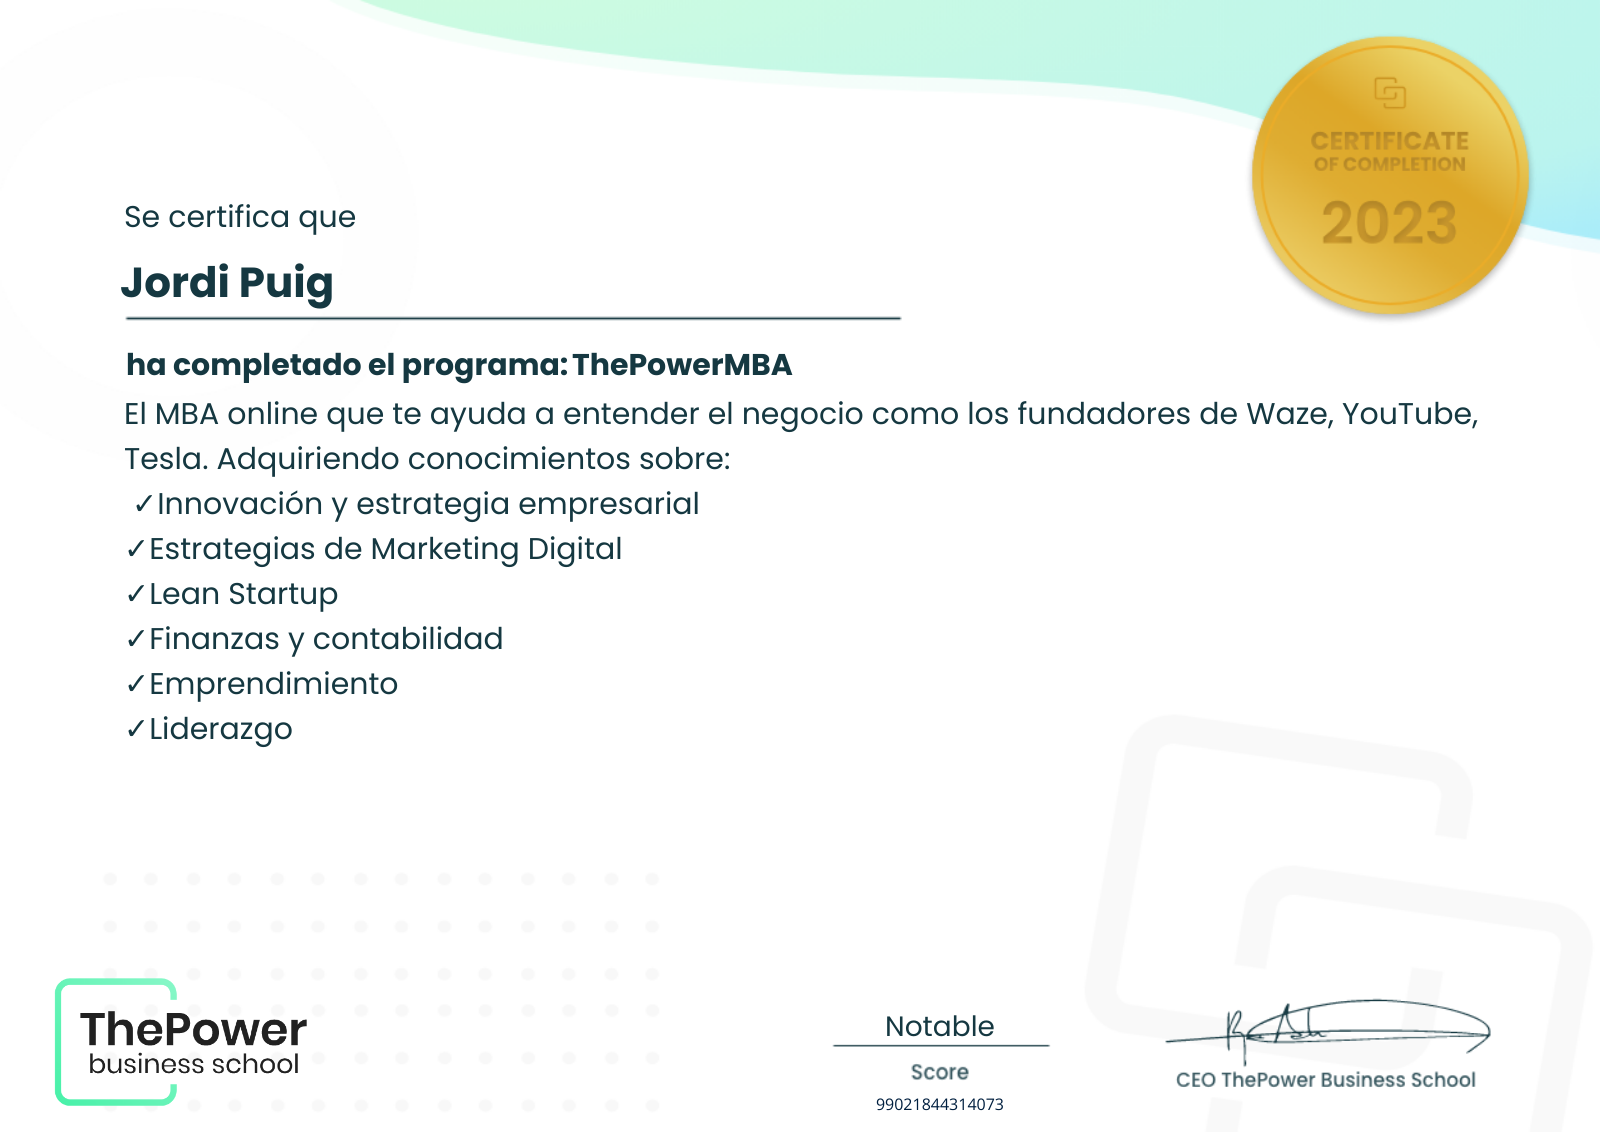 CERTIFICATE
OF COMPLETION
2023
Se certifica que
Jordi Puig
ha completado el programa: ThePowerMBA
El MBA online que te ayuda a entender el negocio como los fundadores de Waze, YouTube,
Tesla. Adquiriendo conocimientos sobre:
✓Innovación y estrategia empresarial
✓Estrategias de Marketing Digital
✓Lean Startup
✓Finanzas y contabilidad
✓Emprendimiento
✓Liderazgo
ThePower
business school
Notable
Score
99021844314073
CEO ThePower Business School